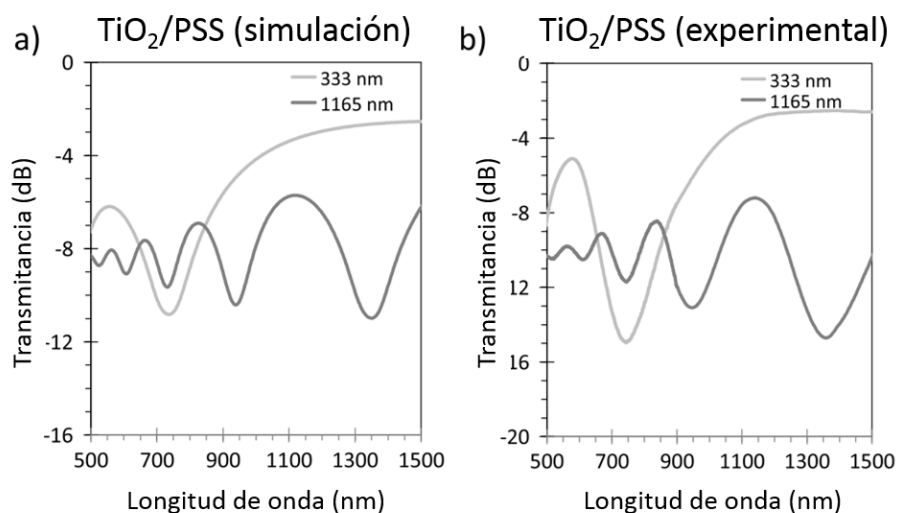 a)
TiO₂/PSS (simulación)
0
-4
-8
-12
-16
333 nm
1165 nm
Transmitancia (dB)
500 700 900 1100 1300 1500
Longitud de onda (nm)
b)
TiO₂/PSS (experimental)
0
-4
8
12
16
-20
333 nm
1165 nm
Transmitancia (dB)
500 700 900 1100 1300 1500
Longitud de onda (nm)